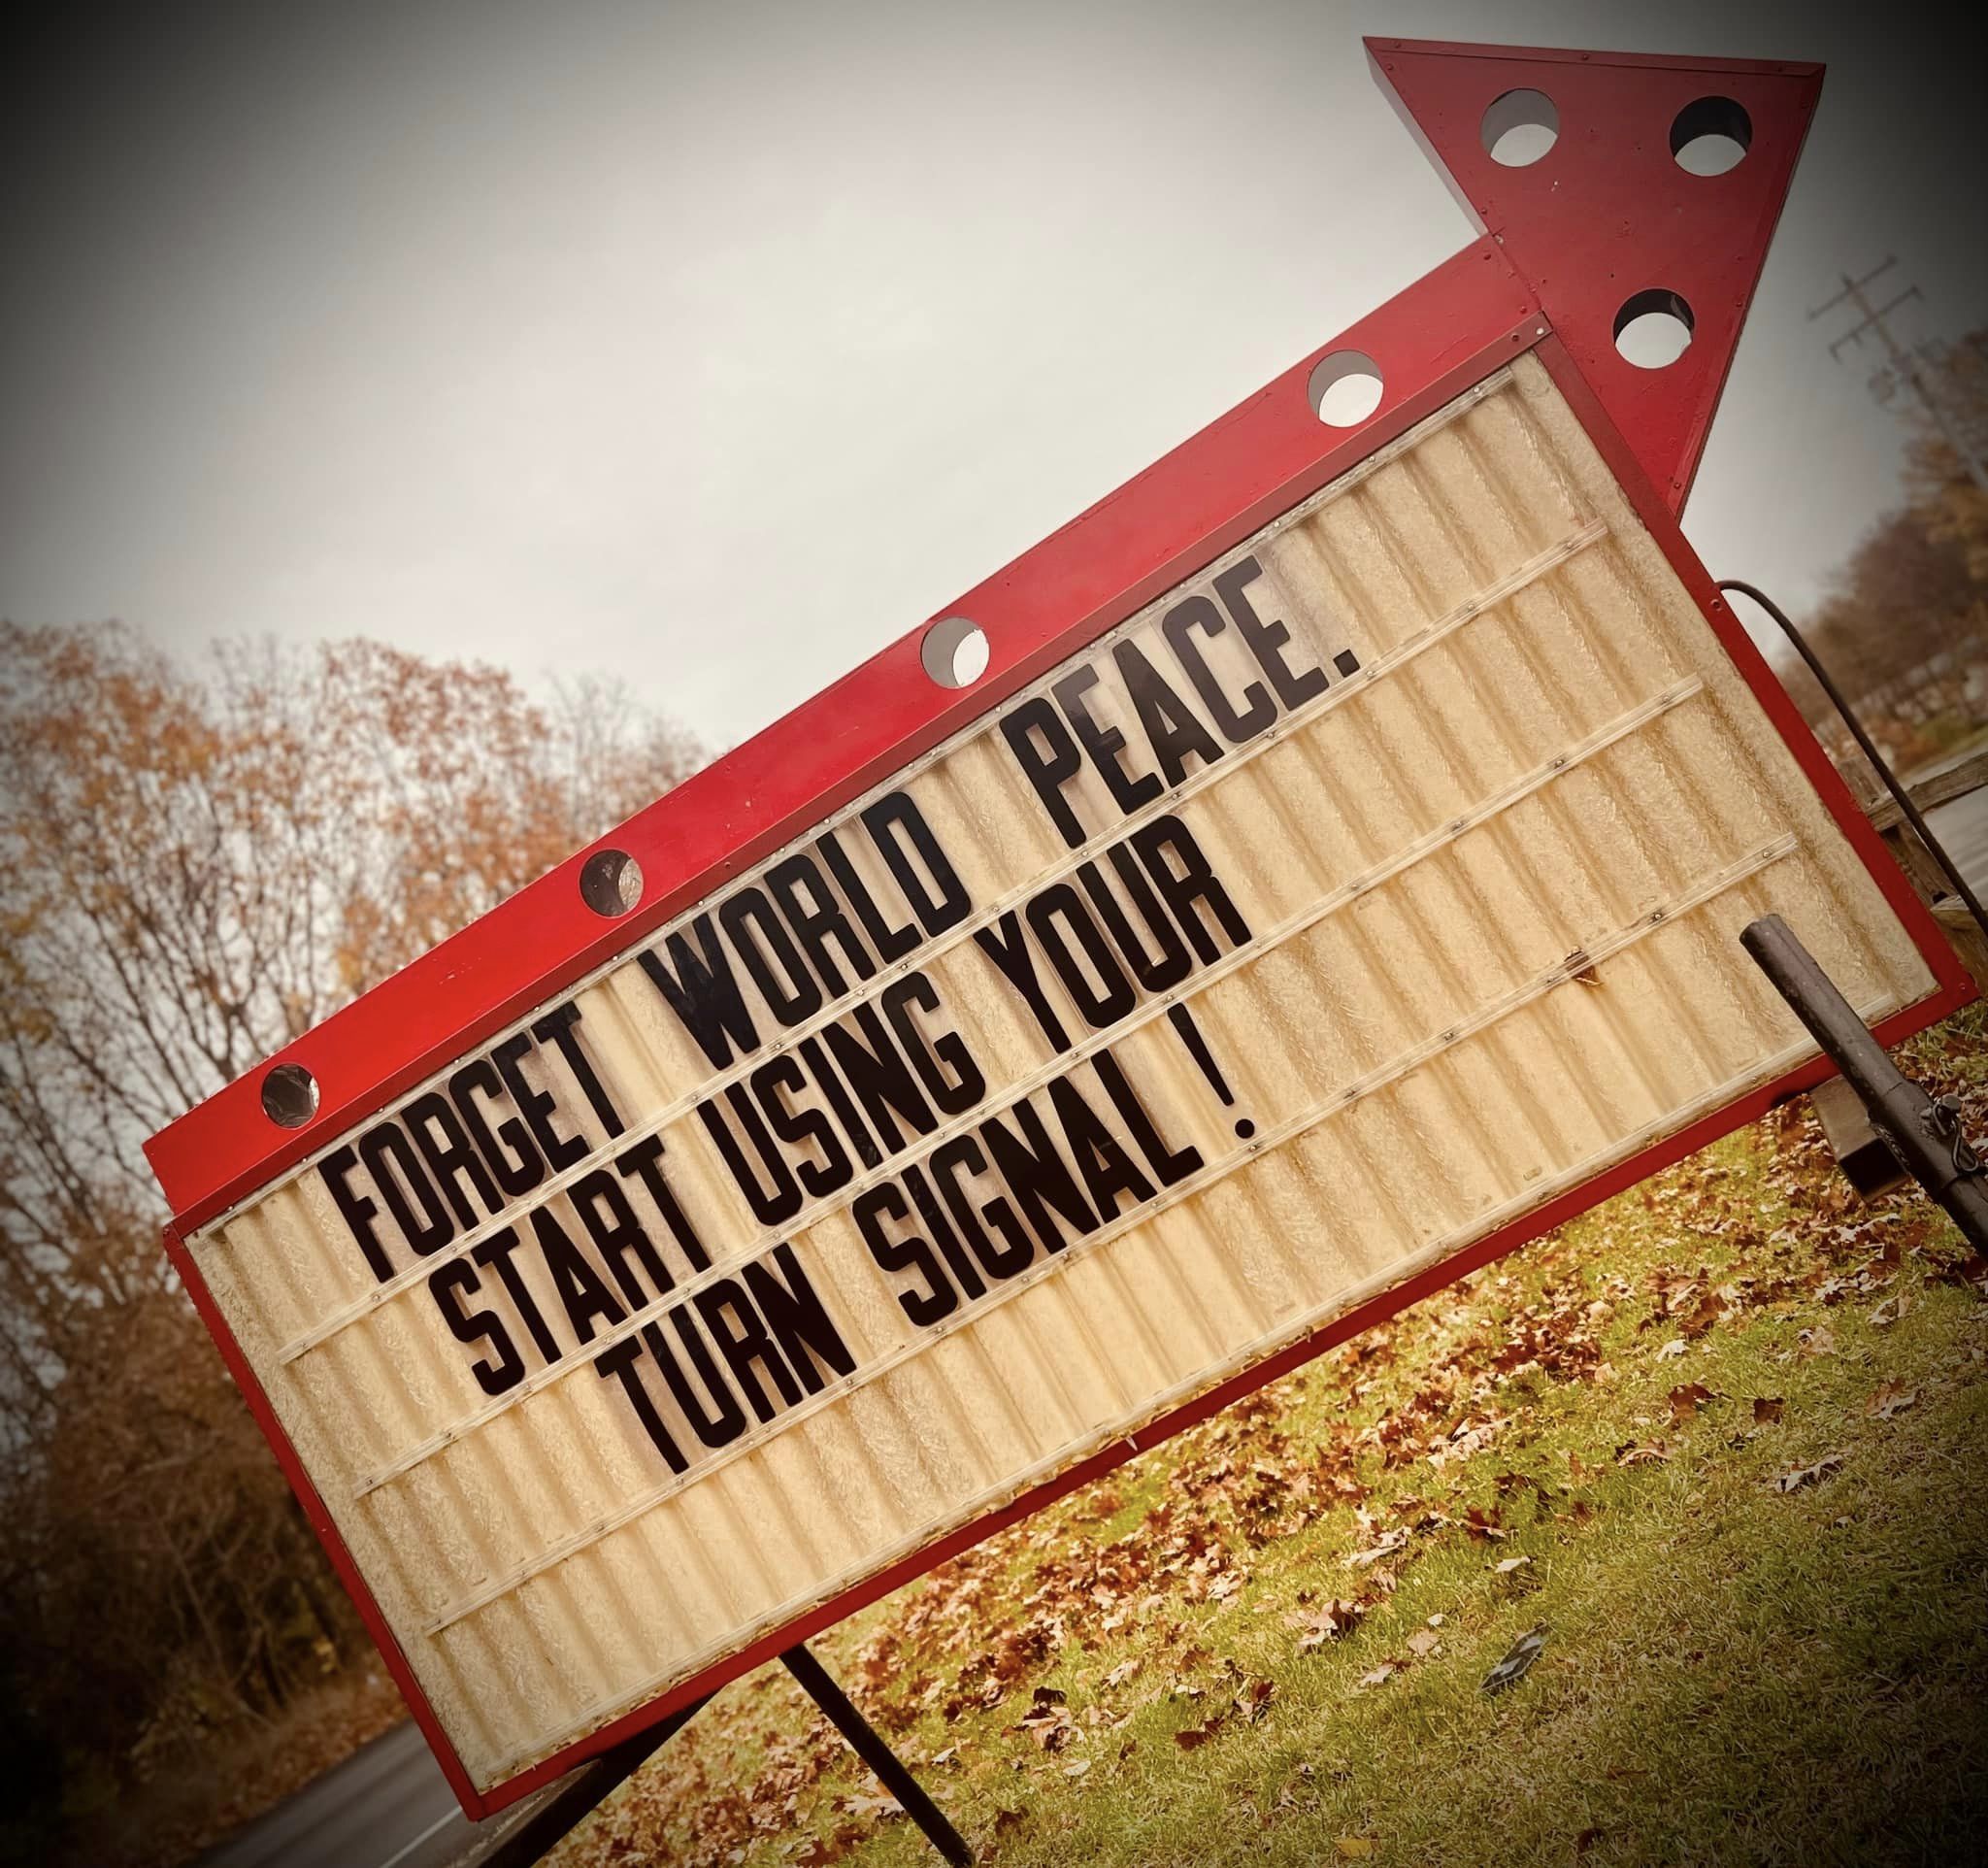 FORGET WORLD PEACE.
START USING YOUR
TURN SIGNAL!